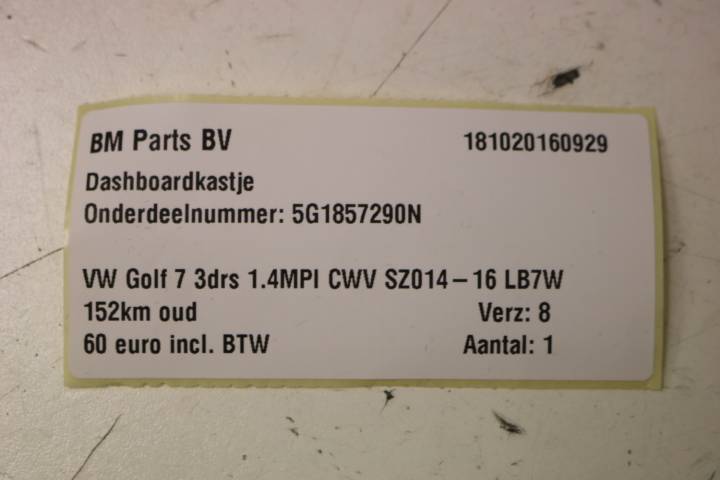 BM Parts BV 181020160929
Dashboardkastje
Onderdeelnummer: 5G1857290N
VW Golf 7 3drs 1.4MPI CWV SZ014-16 LB7W
152km oud Verz: 8
60 euro incl. BTW Aantal: 1